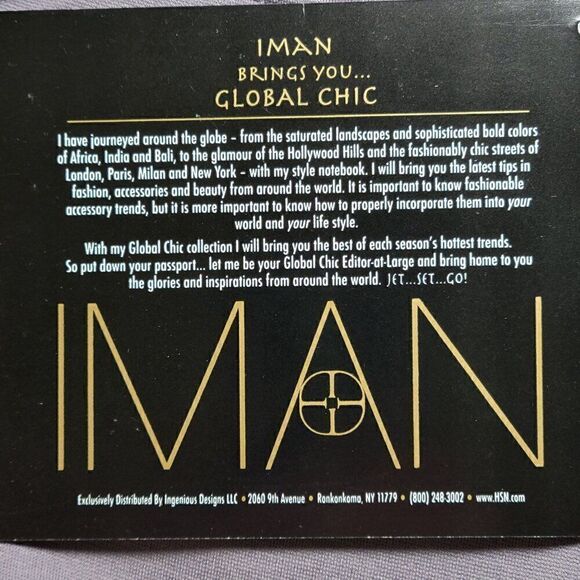 IMAN
BRINGS YOU...
GLOBAL CHIC
I have journeyed around the globe – from the saturated landscapes and sophisticated bold colors
of Africa, India and Bali, to the glamour of the Hollywood Hills and the fashionably chic streets of
London, Paris, Milan and New York – with my style notebook. I will bring you the latest tips in
fashion, accessories and beauty from around the world. It is important to know fashionable
accessory trends, but it is more important to know how to properly incorporate them into your
world and your life style.
With my Global Chic collection I will bring you the best of each season's hottest trends.
So put down your passport... let me be your Global Chic Editor-at-Large and bring home to you
the glories and inspirations from around the world. JET...SET...GO!
IMAN
Exclusively Distributed By Ingenious Designs LLC • 2060 9th Avenue • Ronkonkoma, NY 11779 • (800) 248-3002 • www.HSN.com